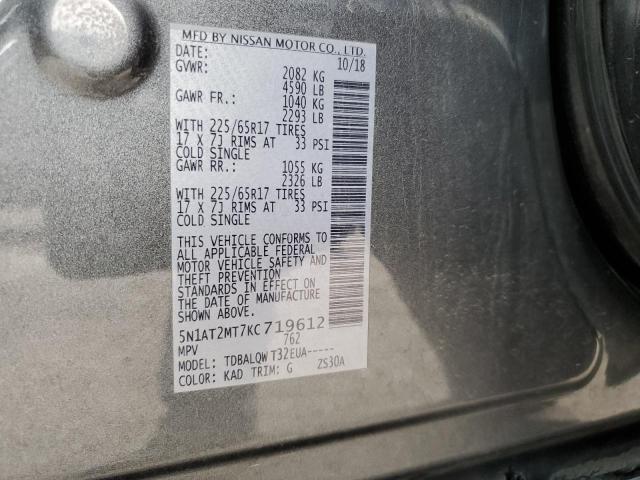 MFD BY NISSAN MOTOR CO., LTD.
DATE: 10/18
GVWR: 2082 KG
4590 LB
GAWR FR.: 1040 KG
2293 LB
WITH 225/65R17 TIRES
17 X 7J RIMS AT 33 PSI
COLD SINGLE
GAWR RR.: 1055 KG
2326 LB
WITH 225/65R17 TIRES
17 X 7J RIMS AT 33 PSI
COLD SINGLE
THIS VEHICLE CONFORMS TO
ALL APPLICABLE FEDERAL
MOTOR VEHICLE SAFETY AND
THEFT PREVENTION
STANDARDS IN EFFECT ON
THE DATE OF MANUFACTURE
SHOWN ABOVE.
5N1AT2MT7KC719612
MPV 762
MODEL: TDBALQWT32EUA-----
COLOR: KAD TRIM: G ZS30A